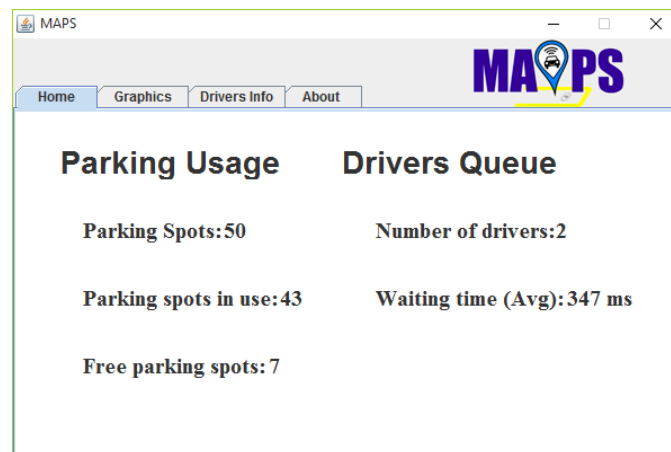 MAPS
MAPS
Home Graphics Drivers Info About
Parking Usage Drivers Queue
Parking Spots:50 Number of drivers:2
Parking spots in use:43 Waiting time (Avg):347 ms
Free parking spots:7